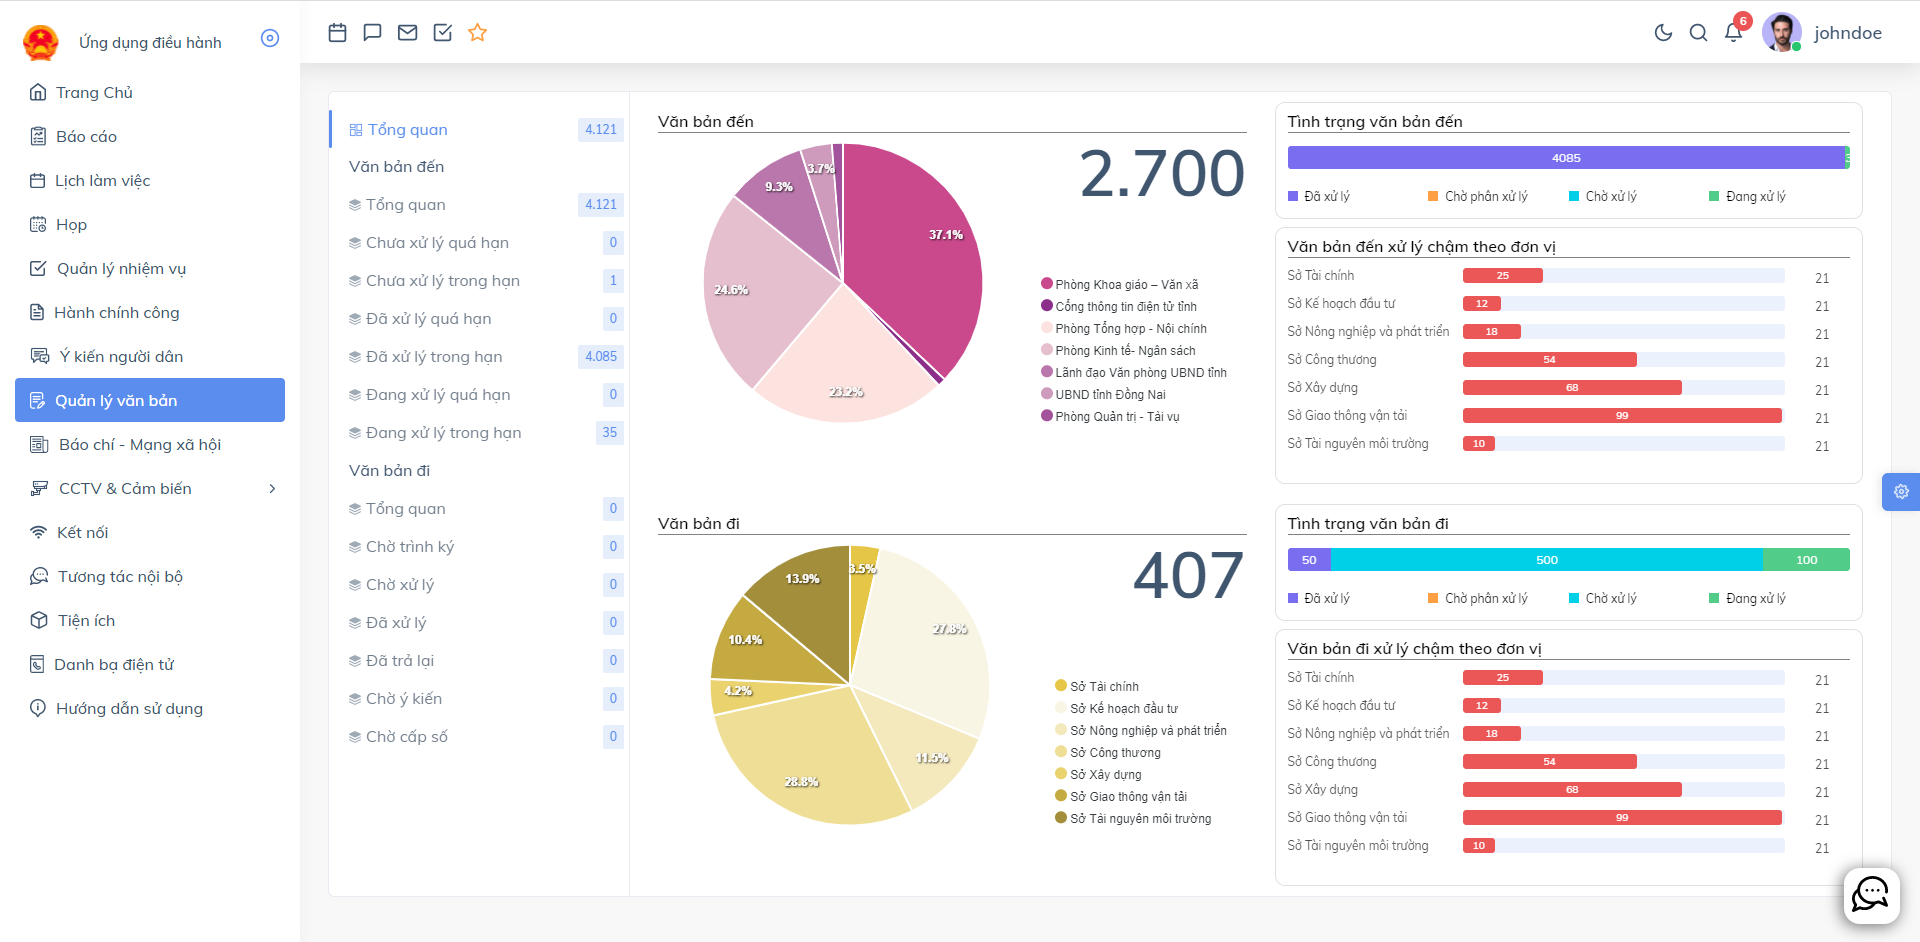 Ứng dụng điều hành
Trang Chủ
Báo cáo
Lịch làm việc
Họp
Quản lý nhiệm vụ
Hành chính công
Ý kiến người dân
Quản lý văn bản
Báo chí - Mạng xã hội
CCTV & Cảm biến
Kết nối
Tương tác nội bộ
Tiện ích
Danh bạ điện tử
Hướng dẫn sử dụng
6
johndoe
Tổng quan 4.121
Văn bản đến
Tổng quan 4.121
Chưa xử lý quá hạn 0
Chưa xử lý trong hạn 1
Đã xử lý quá hạn 0
Đã xử lý trong hạn 4.085
Đang xử lý quá hạn 0
Đang xử lý trong hạn 35
Văn bản đi
Tổng quan 0
Chờ trình ký 0
Chờ xử lý 0
Đã xử lý 0
Đã trả lại 0
Chờ ý kiến 0
Chờ cấp số 0
Văn bản đến
2.700
3.7%
9.3%
37.1%
24.6%
23.2%
Phòng Khoa giáo – Văn xã
Cổng thông tin điện tử tỉnh
Phòng Tổng hợp - Nội chính
Phòng Kinh tế- Ngân sách
Lãnh đạo Văn phòng UBND tỉnh
UBND tỉnh Đồng Nai
Phòng Quản trị - Tài vụ
Tình trạng văn bản đến
4085
Đã xử lý
Chờ phân xử lý
Chờ xử lý
Đang xử lý
Văn bản đến xử lý chậm theo đơn vị
Sở Tài chính 25 21
Sở Kế hoạch đầu tư 12 21
Sở Nông nghiệp và phát triển 18 21
Sở Công thương 54 21
Sở Xây dựng 68 21
Sở Giao thông vận tải 99 21
Sở Tài nguyên môi trường 10 21
Văn bản đi
407
3.5%
13.9%
27.8%
10.4%
4.2%
11.5%
28.8%
Sở Tài chính
Sở Kế hoạch đầu tư
Sở Nông nghiệp và phát triển
Sở Công thương
Sở Xây dựng
Sở Giao thông vận tải
Sở Tài nguyên môi trường
Tình trạng văn bản đi
50 500 100
Đã xử lý
Chờ phân xử lý
Chờ xử lý
Đang xử lý
Văn bản đi xử lý chậm theo đơn vị
Sở Tài chính 25 21
Sở Kế hoạch đầu tư 12 21
Sở Nông nghiệp và phát triển 18 21
Sở Công thương 54 21
Sở Xây dựng 68 21
Sở Giao thông vận tải 99 21
Sở Tài nguyên môi trường 10 21